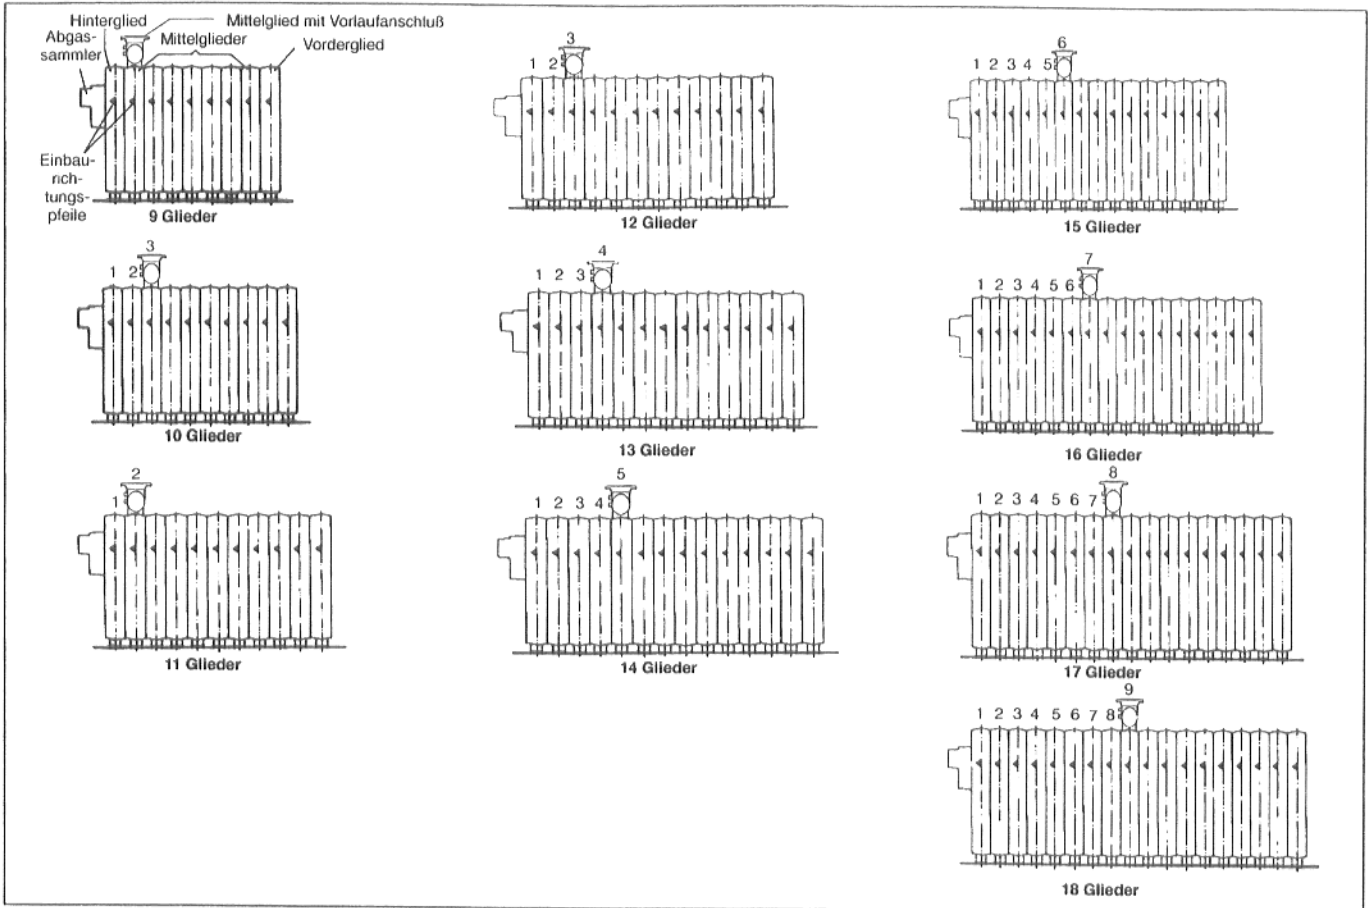 Hinterglied
Mittelglied mit Vorlaufanschluß
Abgas-
sammler
Mittelglieder
Vorderglied
Einbau-
rich-
tungs-
pfeile
9 Glieder
3
1 2
10 Glieder
2
1
11 Glieder
3
1 2
12 Glieder
4
1 2 3
13 Glieder
5
1 2 3 4
14 Glieder
6
1 2 3 4 5
15 Glieder
7
1 2 3 4 5 6
16 Glieder
8
1 2 3 4 5 6 7
17 Glieder
9
1 2 3 4 5 6 7 8
18 Glieder